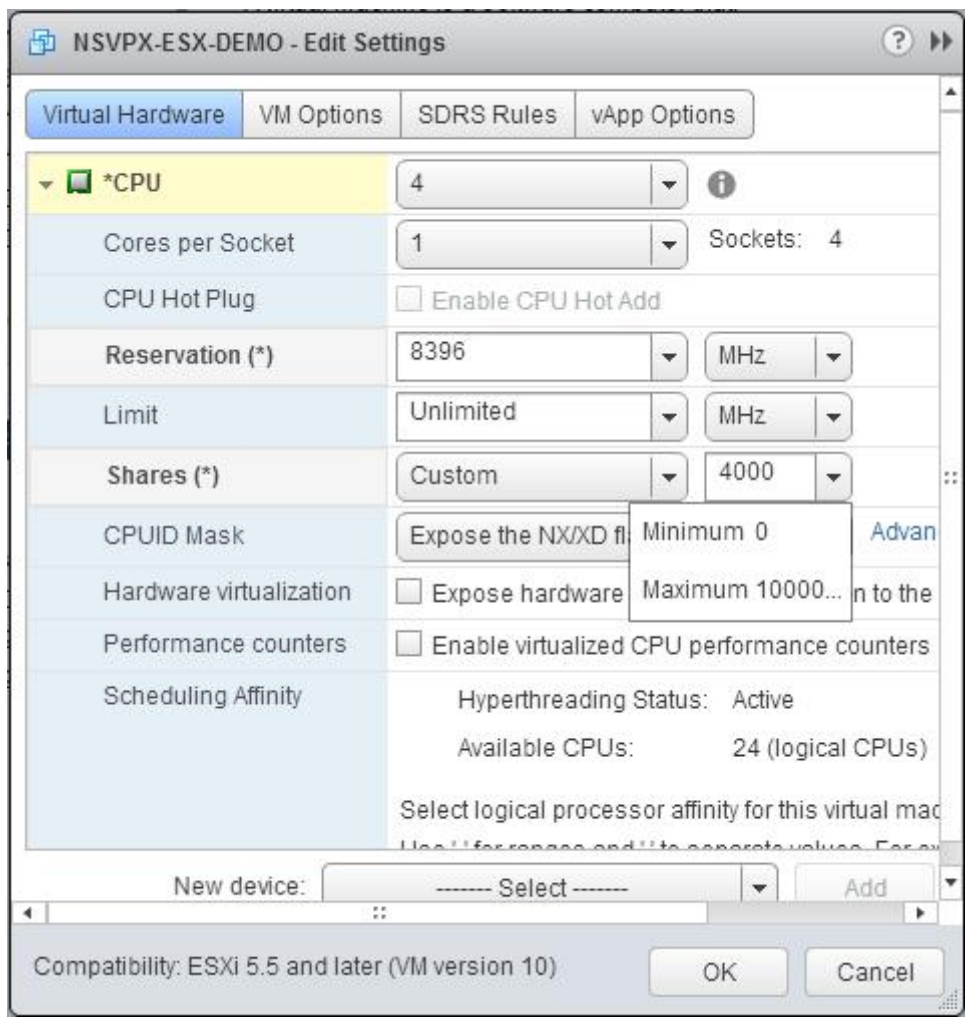 NSVPX-ESX-DEMO - Edit Settings
Virtual Hardware VM Options SDRS Rules vApp Options
*CPU 4
Cores per Socket 1 Sockets: 4
CPU Hot Plug Enable CPU Hot Add
Reservation (*) 8396 MHz
Limit Unlimited MHz
Shares (*) Custom 4000
Minimum 0
CPUID Mask Expose the NX/XD Advan
Maximum 10000...
Hardware virtualization Expose hardware n to the
Performance counters Enable virtualized CPU performance counters
Scheduling Affinity Hyperthreading Status: Active
Available CPUs: 24 (logical CPUs)
Select logical processor affinity for this virtual mac
New device: ------- Select ------- Add
Compatibility: ESXi 5.5 and later (VM version 10) OK Cancel